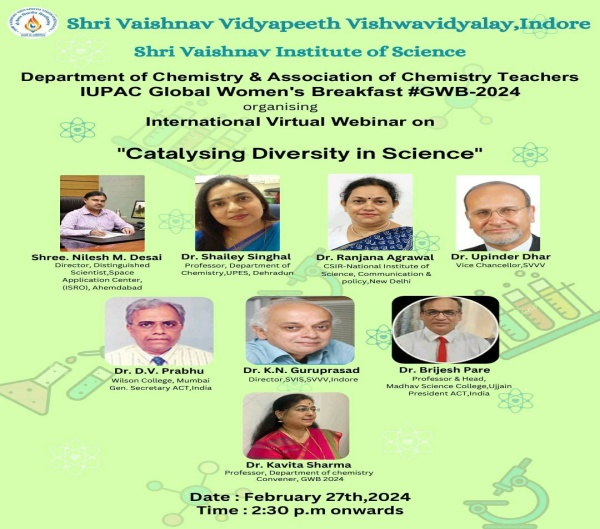 Shri Vaishnav Vidyapeeth Vishwavidyalay,Indore
Shri Vaishnav Institute of Science
Department of Chemistry & Association of Chemistry Teachers
IUPAC Global Women's Breakfast #GWB-2024
organising
International Virtual Webinar on
"Catalysing Diversity in Science"
Shree. Nilesh M. Desai
Director, Distinguished
Scientist,Space
Application Center,
(ISRO), Ahemdabad
Dr. Shailey Singhal
Professor, Department of
Chemistry,UPES, Dehradun
Dr. Ranjana Agrawal
CSIR-National Institute of
Science, Communication &
policy,New Delhi
Dr. Upinder Dhar
Vice Chancellor,SVVV
Dr. D.V. Prabhu
Wilson College, Mumbai
Gen. Secretary ACT,India
Dr. K.N. Guruprasad
Director,SVIS,SVVV,Indore
Dr. Brijesh Pare
Professor & Head,
Madhav Science College,Ujjain
President ACT,India
Dr. Kavita Sharma
Professor, Department of chemistry
Convener, GWB 2024
Date : February 27th,2024
Time : 2:30 p.m onwards